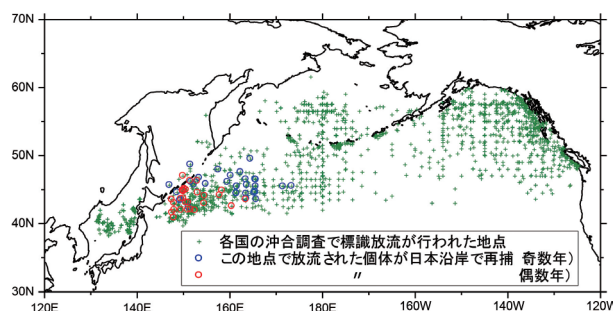 70N
60N
50N
40N
30N
各国の沖合調査で標識放流が行われた地点
この地点で放流された個体が日本沿岸で再捕 奇数年）
〃 偶数年）
120E 140E 160E 180E 160W 140W 120W